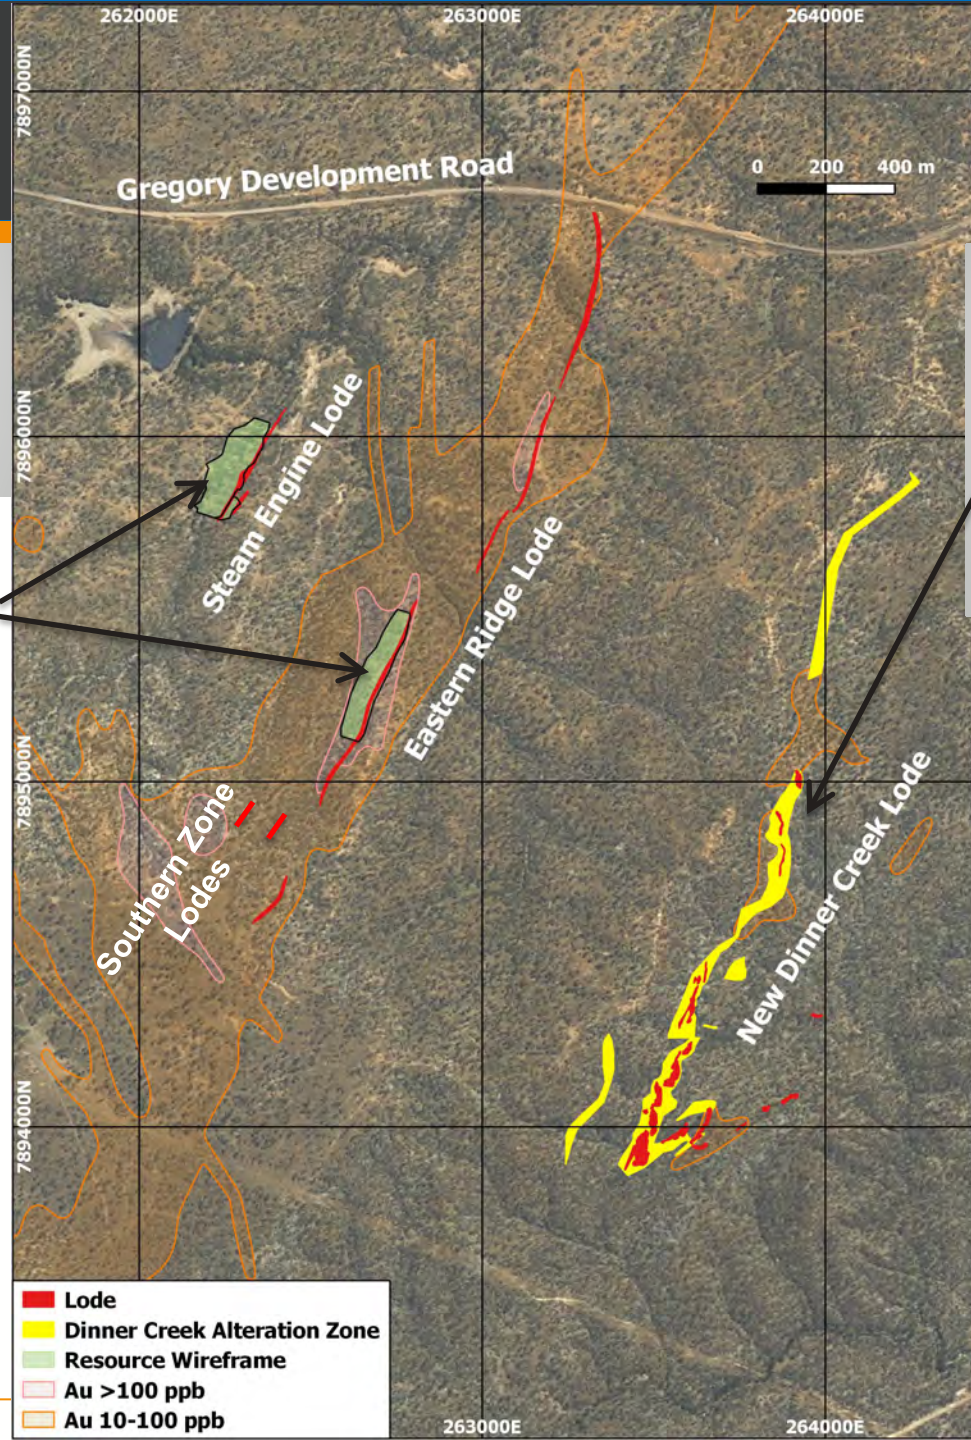 262000E
263000E
264000E
7897000N
Gregory Development Road
0 200 400 m
7896000N
Steam Engine Lode
Eastern Ridge Lode
7895000N
Southern Zone
Lodes
New Dinner Creek Lode
7894000N
Lode
Dinner Creek Alteration Zone
Resource Wireframe
Au >100 ppb
Au 10-100 ppb
263000E
264000E